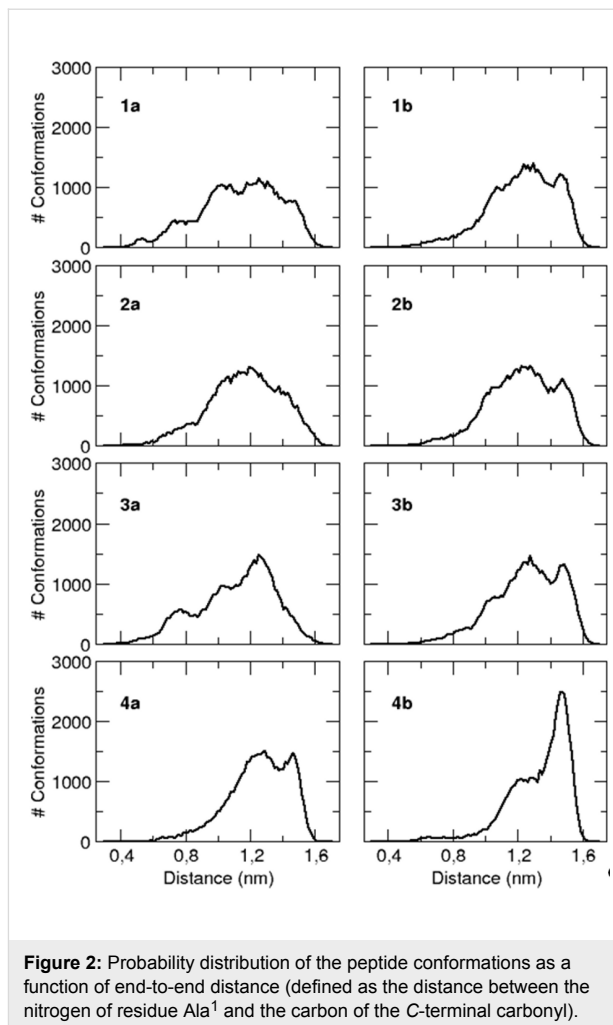 3000
2000
1000
0
# Conformations
1a
1b
3000
2000
1000
0
# Conformations
2a
2b
3000
2000
1000
0
# Conformations
3a
3b
3000
2000
1000
0
# Conformations
4a
4b
0,4 0,8 1,2 1,6
Distance (nm)
0,4 0,8 1,2 1,6
Distance (nm)
Figure 2: Probability distribution of the peptide conformations as a
function of end-to-end distance (defined as the distance between the
nitrogen of residue Ala¹ and the carbon of the C-terminal carbonyl).